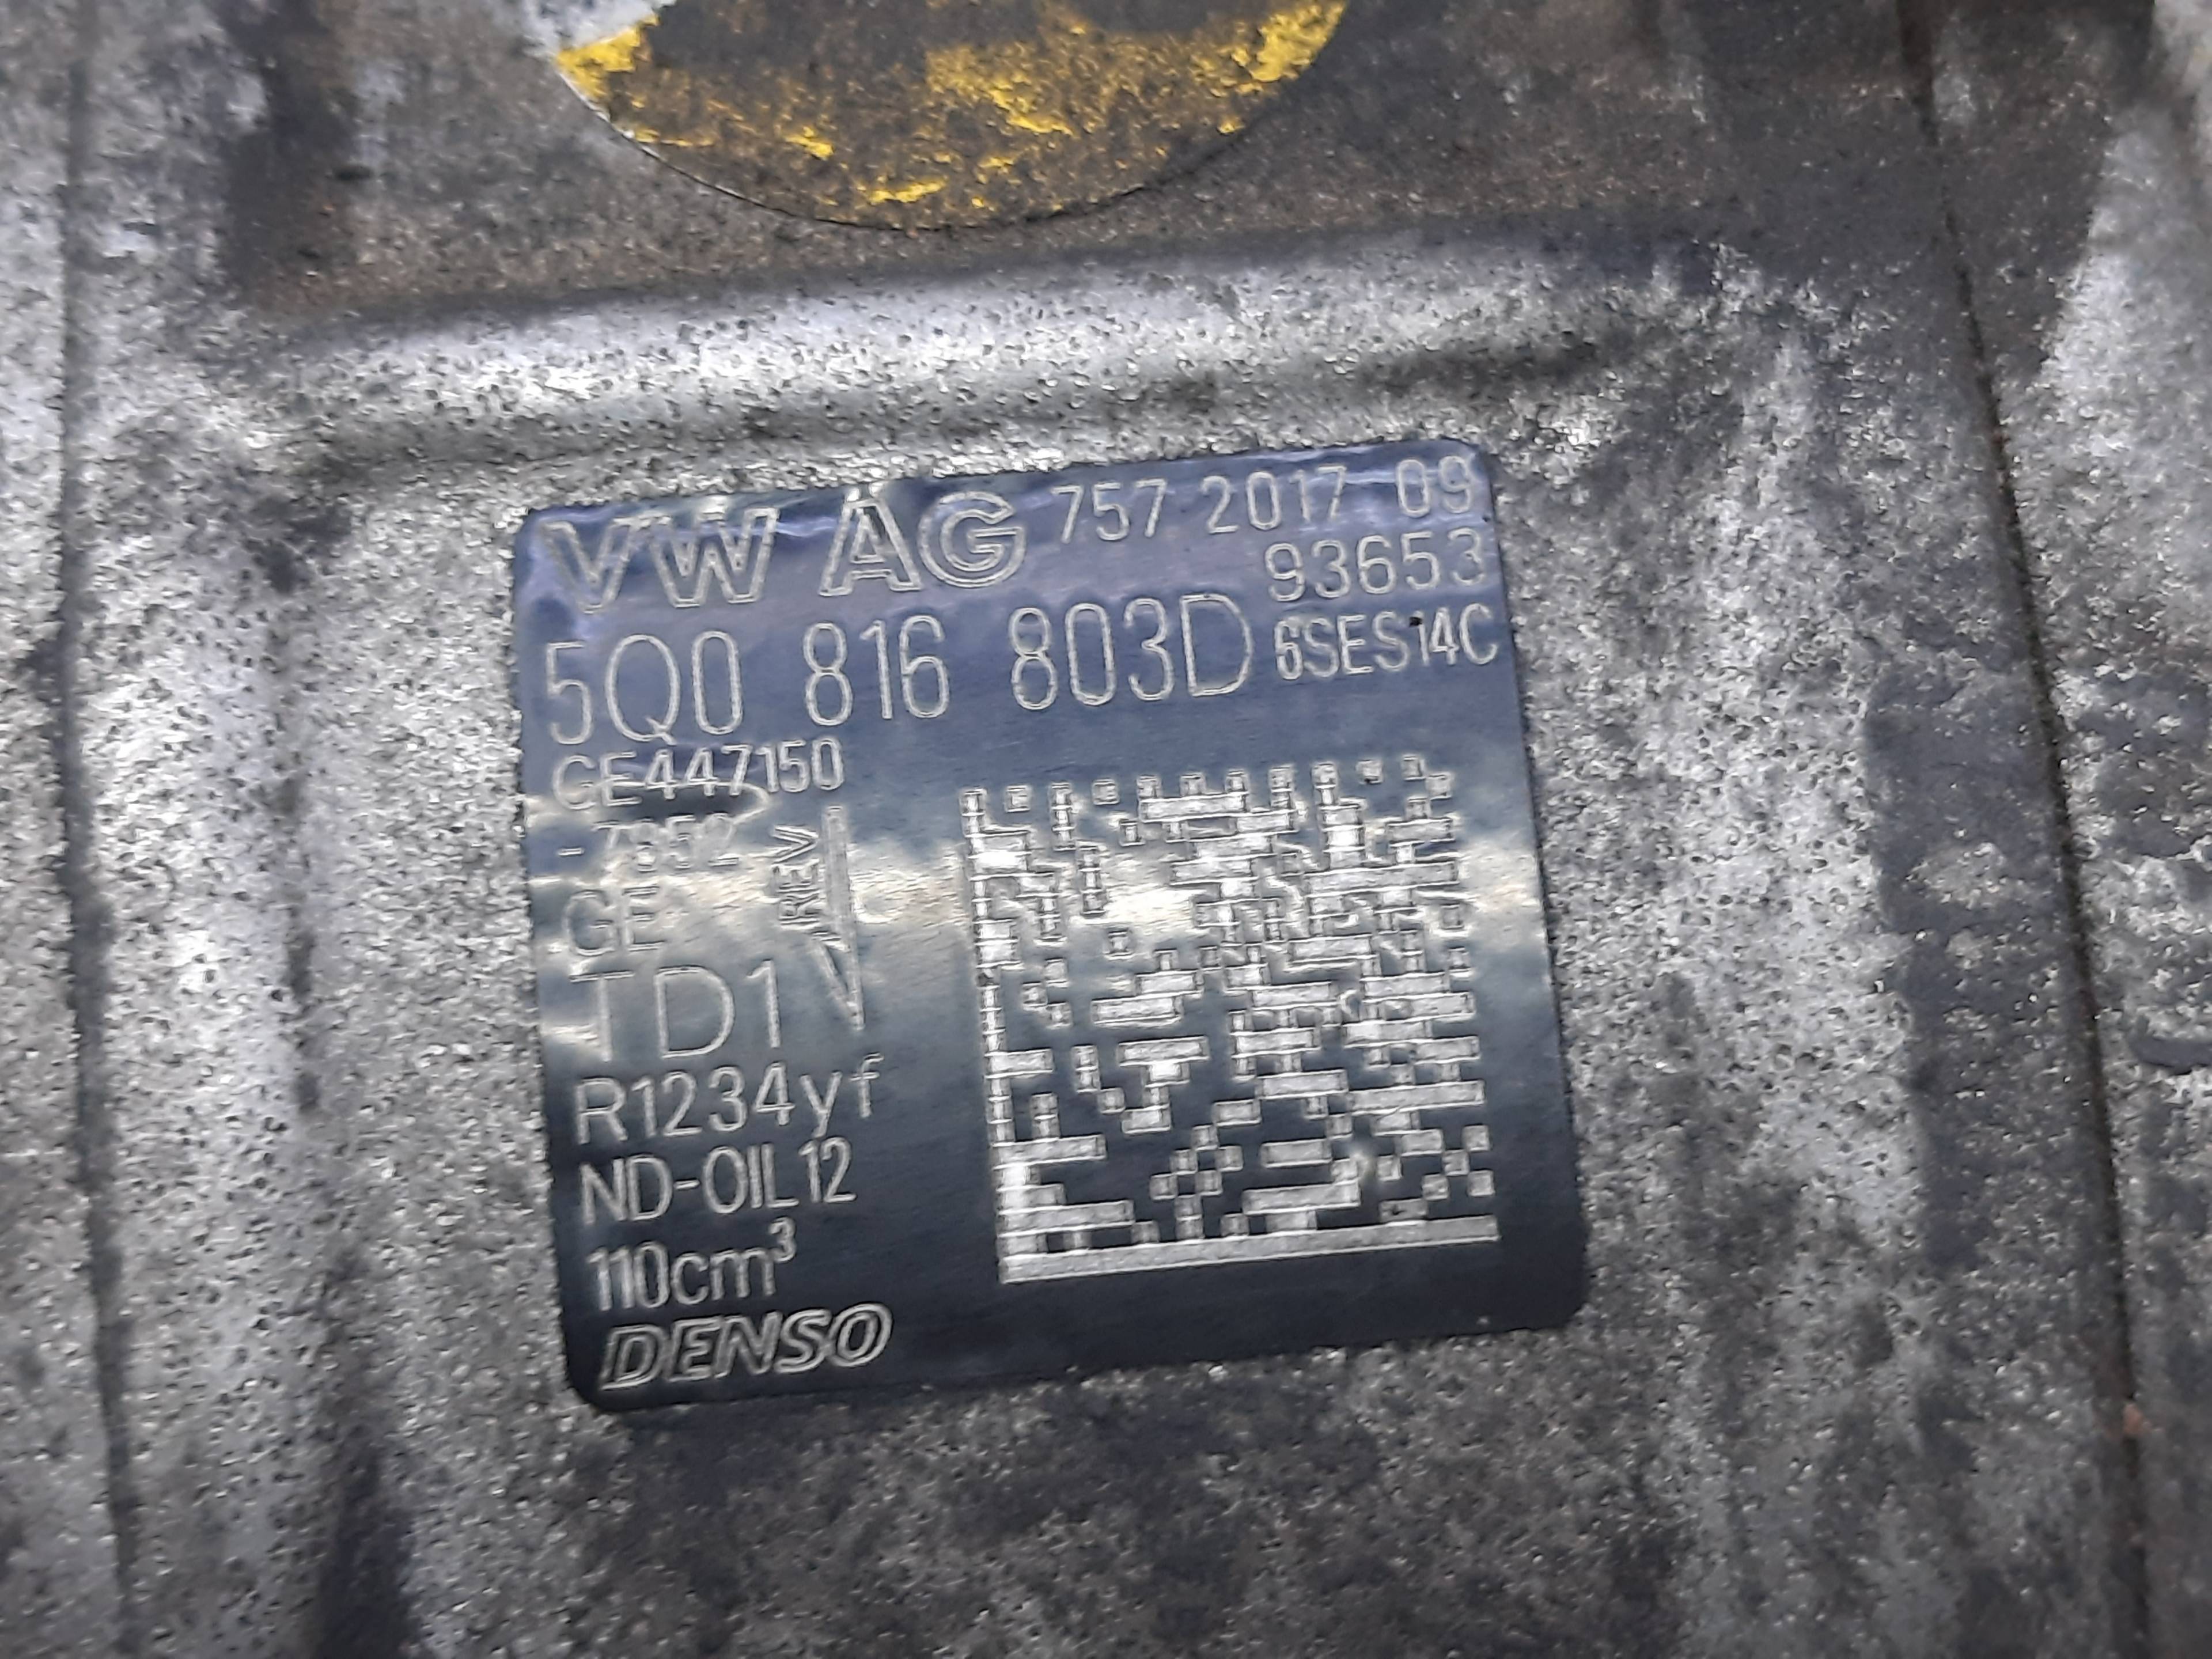 VW AG 757 2017 09
93653
5Q0 816 803D 6SES14C
GE447150
GE
REV
TD1
R1234yf
ND-OIL12
110cm³
DENSO